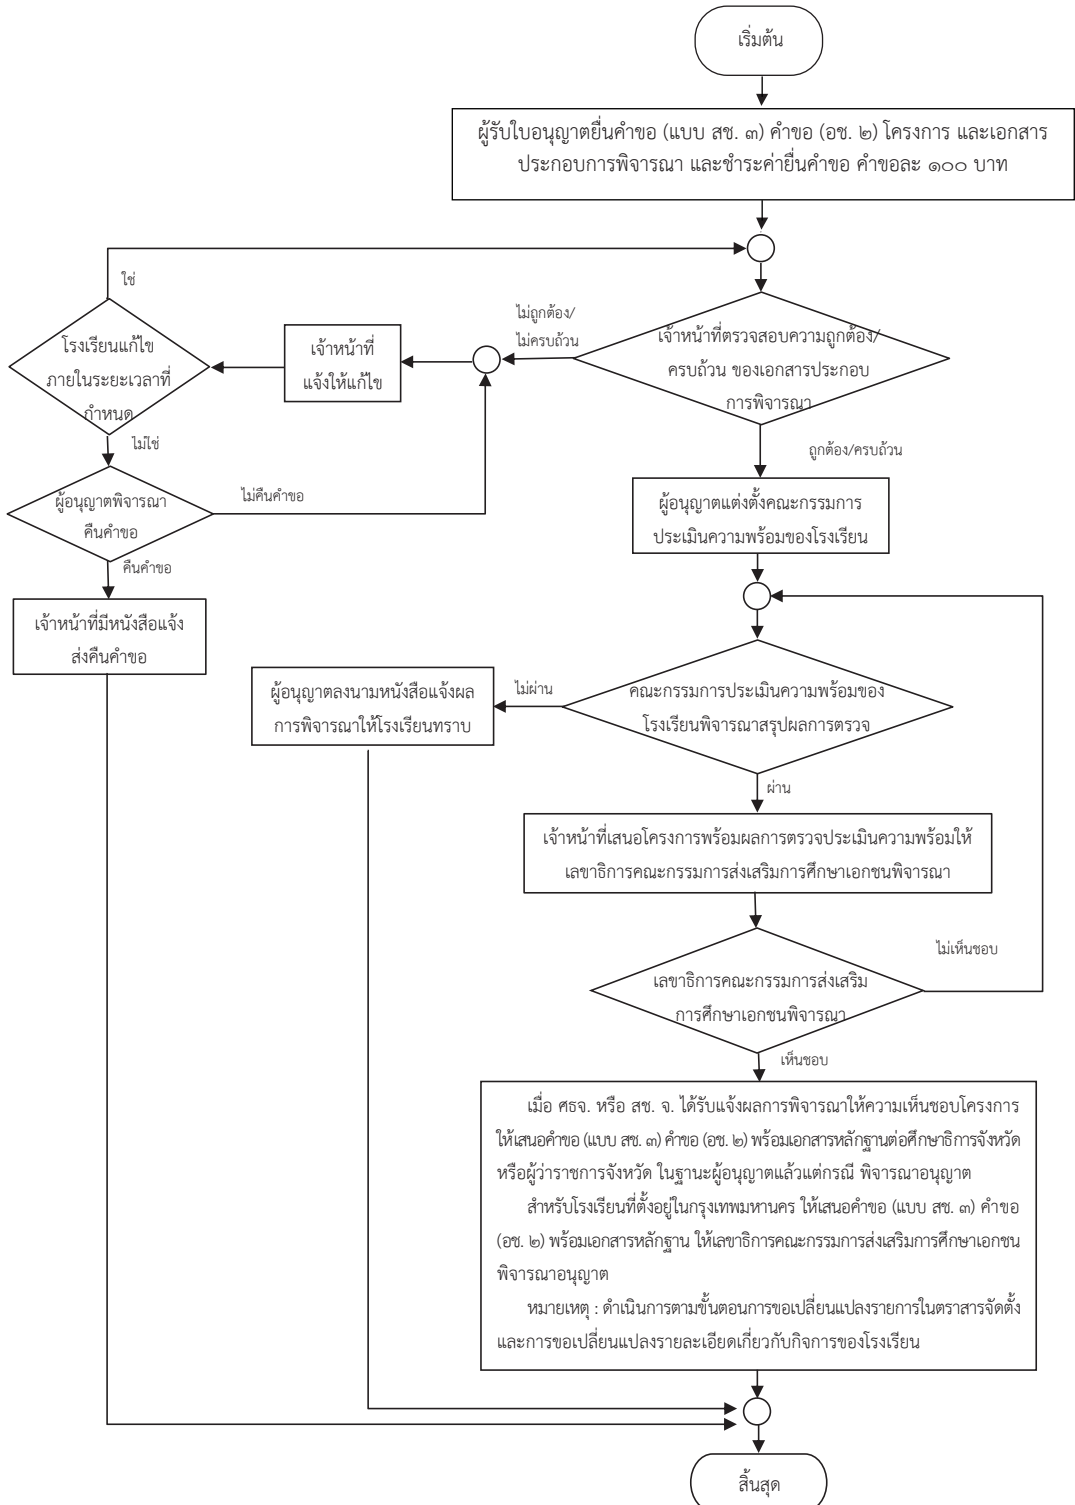 เริ่มต้น
ผู้รับใบอนุญาตยื่นคำขอ (แบบ สช. ๓) คำขอ (อช. ๒) โครงการ และเอกสาร
ประกอบการพิจารณา และชำระค่ายื่นคำขอ คำขอละ ๑๐๐ บาท
ใช่
โรงเรียนแก้ไข
ภายในระยะเวลาที่
กำหนด
เจ้าหน้าที่
แจ้งให้แก้ไข
ไม่ถูกต้อง/
ไม่ครบถ้วน
เจ้าหน้าที่ตรวจสอบความถูกต้อง/
ครบถ้วน ของเอกสารประกอบ
การพิจารณา
ไม่ใช่
ถูกต้อง/ครบถ้วน
ผู้อนุญาตพิจารณา
คืนคำขอ
ไม่คืนคำขอ
ผู้อนุญาตแต่งตั้งคณะกรรมการ
ประเมินความพร้อมของโรงเรียน
คืนคำขอ
เจ้าหน้าที่มีหนังสือแจ้ง
ส่งคืนคำขอ
ผู้อนุญาตลงนามหนังสือแจ้งผล
การพิจารณาให้โรงเรียนทราบ
ไม่ผ่าน
คณะกรรมการประเมินความพร้อมของ
โรงเรียนพิจารณาสรุปผลการตรวจ
ผ่าน
เจ้าหน้าที่เสนอโครงการพร้อมผลการตรวจประเมินความพร้อมให้
เลขาธิการคณะกรรมการส่งเสริมการศึกษาเอกชนพิจารณา
ไม่เห็นชอบ
เลขาธิการคณะกรรมการส่งเสริม
การศึกษาเอกชนพิจารณา
เห็นชอบ
เมื่อ ศธจ. หรือ สช. จ. ได้รับแจ้งผลการพิจารณาให้ความเห็นชอบโครงการ
ให้เสนอคำขอ (แบบ สช. ๓) คำขอ (อช. ๒) พร้อมเอกสารหลักฐานต่อศึกษาธิการจังหวัด
หรือผู้ว่าราชการจังหวัด ในฐานะผู้อนุญาตแล้วแต่กรณี พิจารณาอนุญาต
สำหรับโรงเรียนที่ตั้งอยู่ในกรุงเทพมหานคร ให้เสนอคำขอ (แบบ สช. ๓) คำขอ
(อช. ๒) พร้อมเอกสารหลักฐาน ให้เลขาธิการคณะกรรมการส่งเสริมการศึกษาเอกชน
พิจารณาอนุญาต
หมายเหตุ : ดำเนินการตามขั้นตอนการขอเปลี่ยนแปลงรายการในตราสารจัดตั้ง
และการขอเปลี่ยนแปลงรายละเอียดเกี่ยวกับกิจการของโรงเรียน
สิ้นสุด